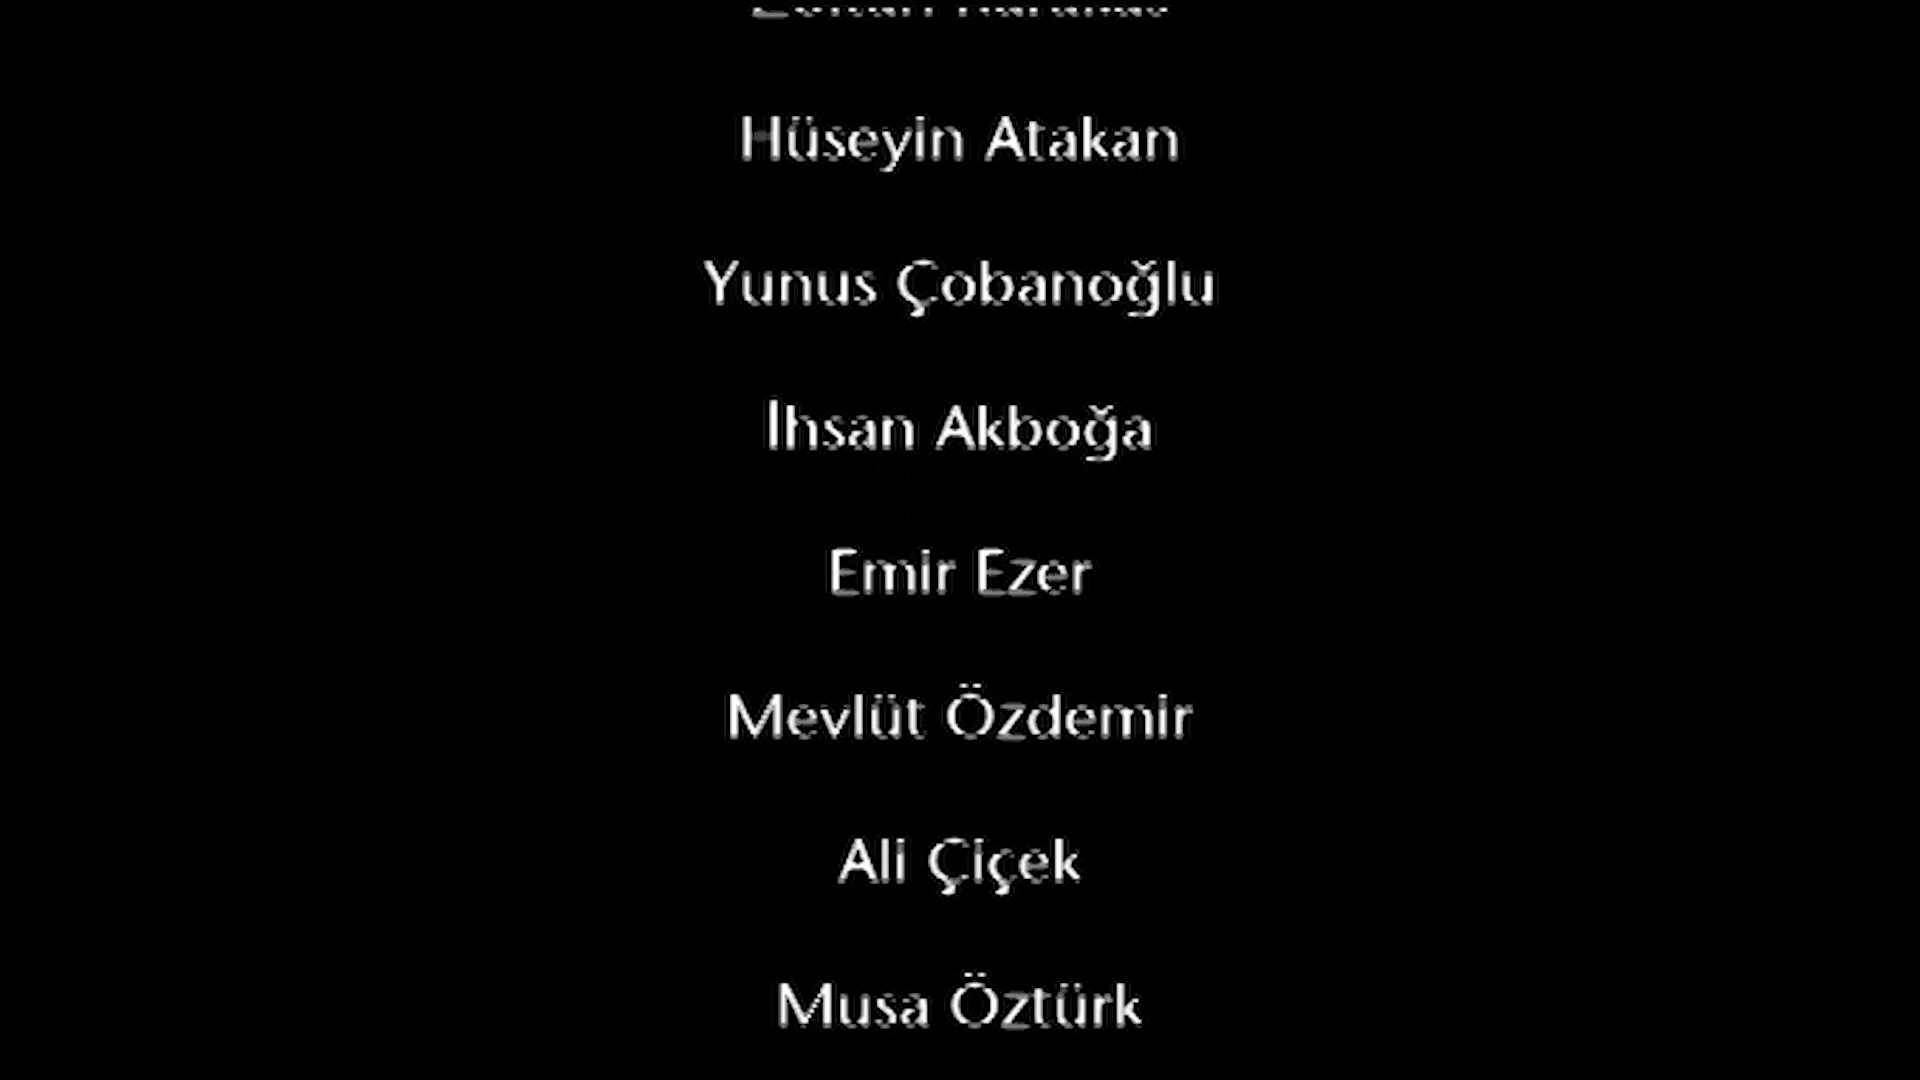 Hüseyin Atakan
Yunus Çobanoğlu
İhsan Akboğa
Emir Ezer
Mevlüt Özdemir
Ali Çiçek
Musa Öztürk